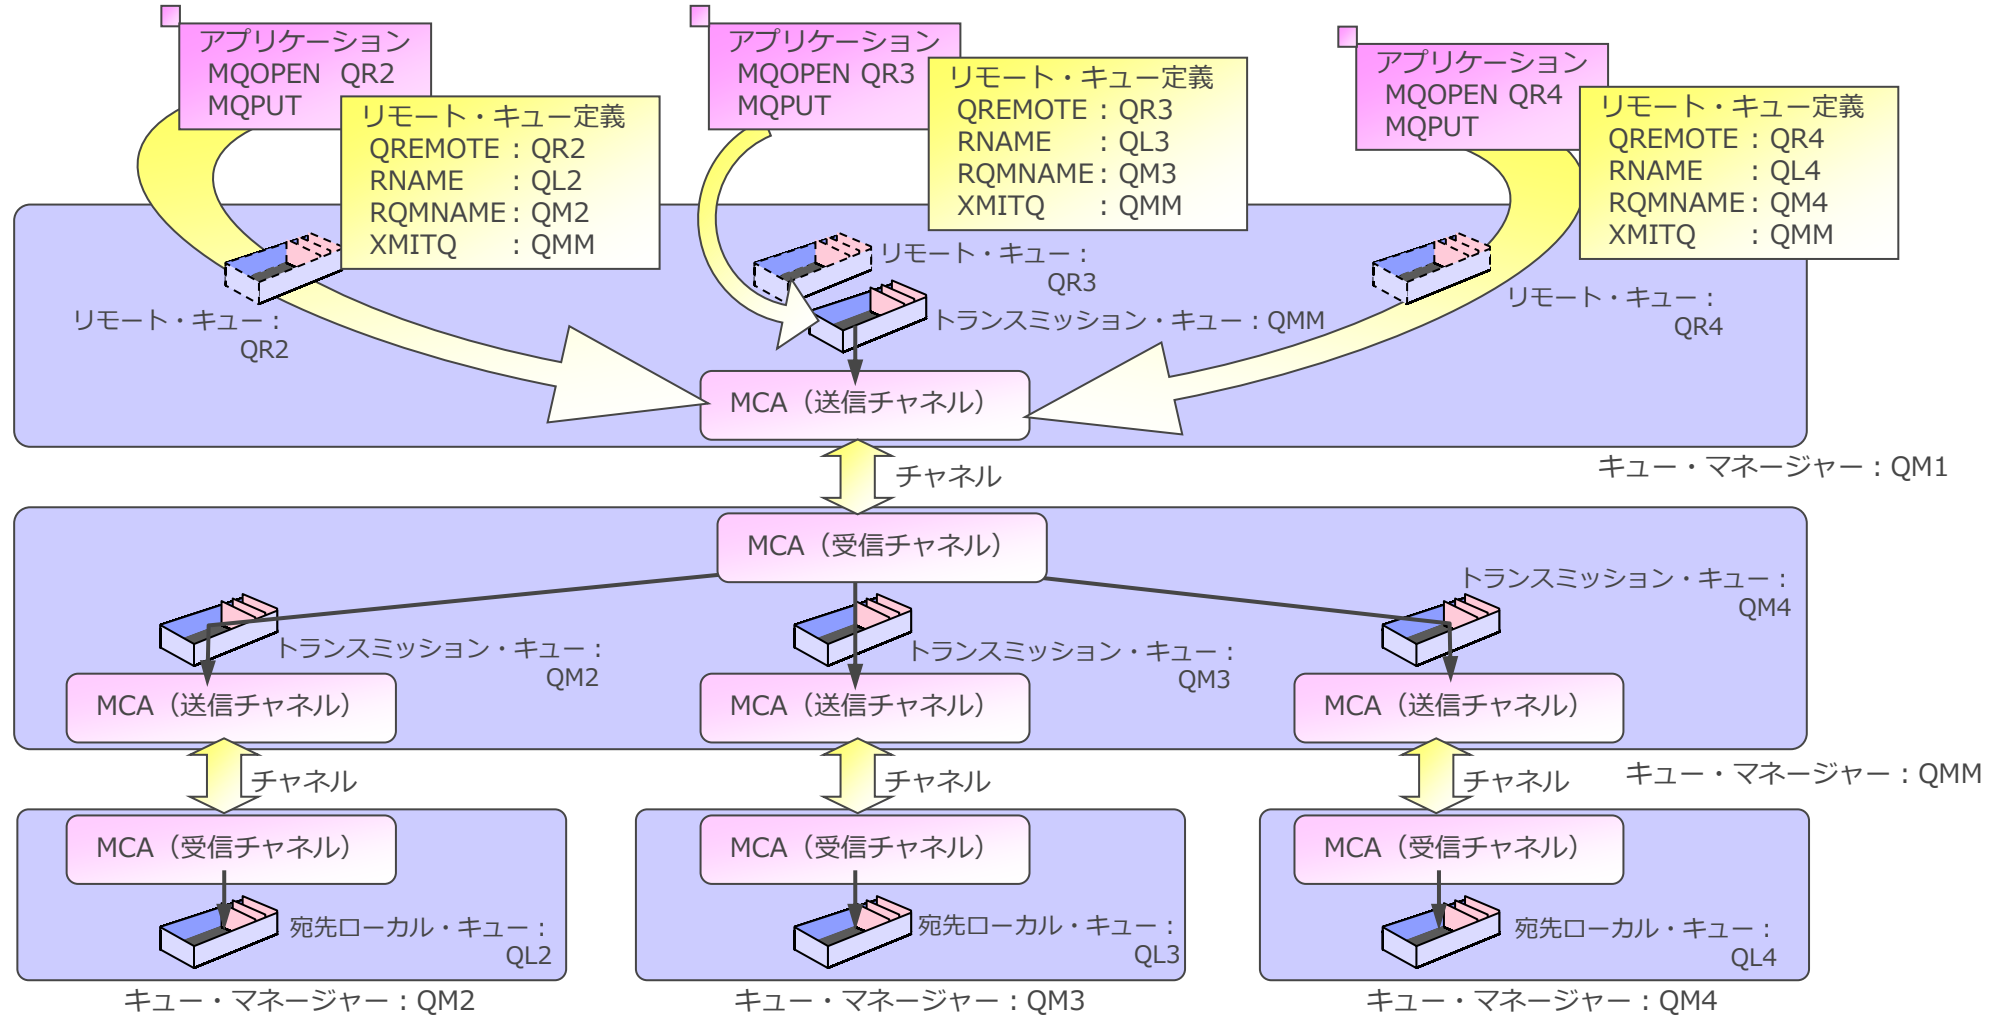 アプリケーション
MQOPEN QR2
MQPUT
リモート・キュー定義
QREMOTE : QR2
RNAME : QL2
RQMNAME : QM2
XMITQ : QMM
アプリケーション
MQOPEN QR3
MQPUT
リモート・キュー定義
QREMOTE : QR3
RNAME : QL3
RQMNAME : QM3
XMITQ : QMM
アプリケーション
MQOPEN QR4
MQPUT
リモート・キュー定義
QREMOTE : QR4
RNAME : QL4
RQMNAME : QM4
XMITQ : QMM
リモート・キュー :
QR2
リモート・キュー :
QR3
トランスミッション・キュー : QMM
リモート・キュー :
QR4
MCA（送信チャネル）
キュー・マネージャー : QM1
チャネル
MCA（受信チャネル）
トランスミッション・キュー :
QM2
トランスミッション・キュー :
QM3
トランスミッション・キュー :
QM4
MCA（送信チャネル）
MCA（送信チャネル）
MCA（送信チャネル）
キュー・マネージャー : QMM
チャネル
チャネル
チャネル
MCA（受信チャネル）
MCA（受信チャネル）
MCA（受信チャネル）
宛先ローカル・キュー :
QL2
宛先ローカル・キュー :
QL3
宛先ローカル・キュー :
QL4
キュー・マネージャー : QM2
キュー・マネージャー : QM3
キュー・マネージャー : QM4